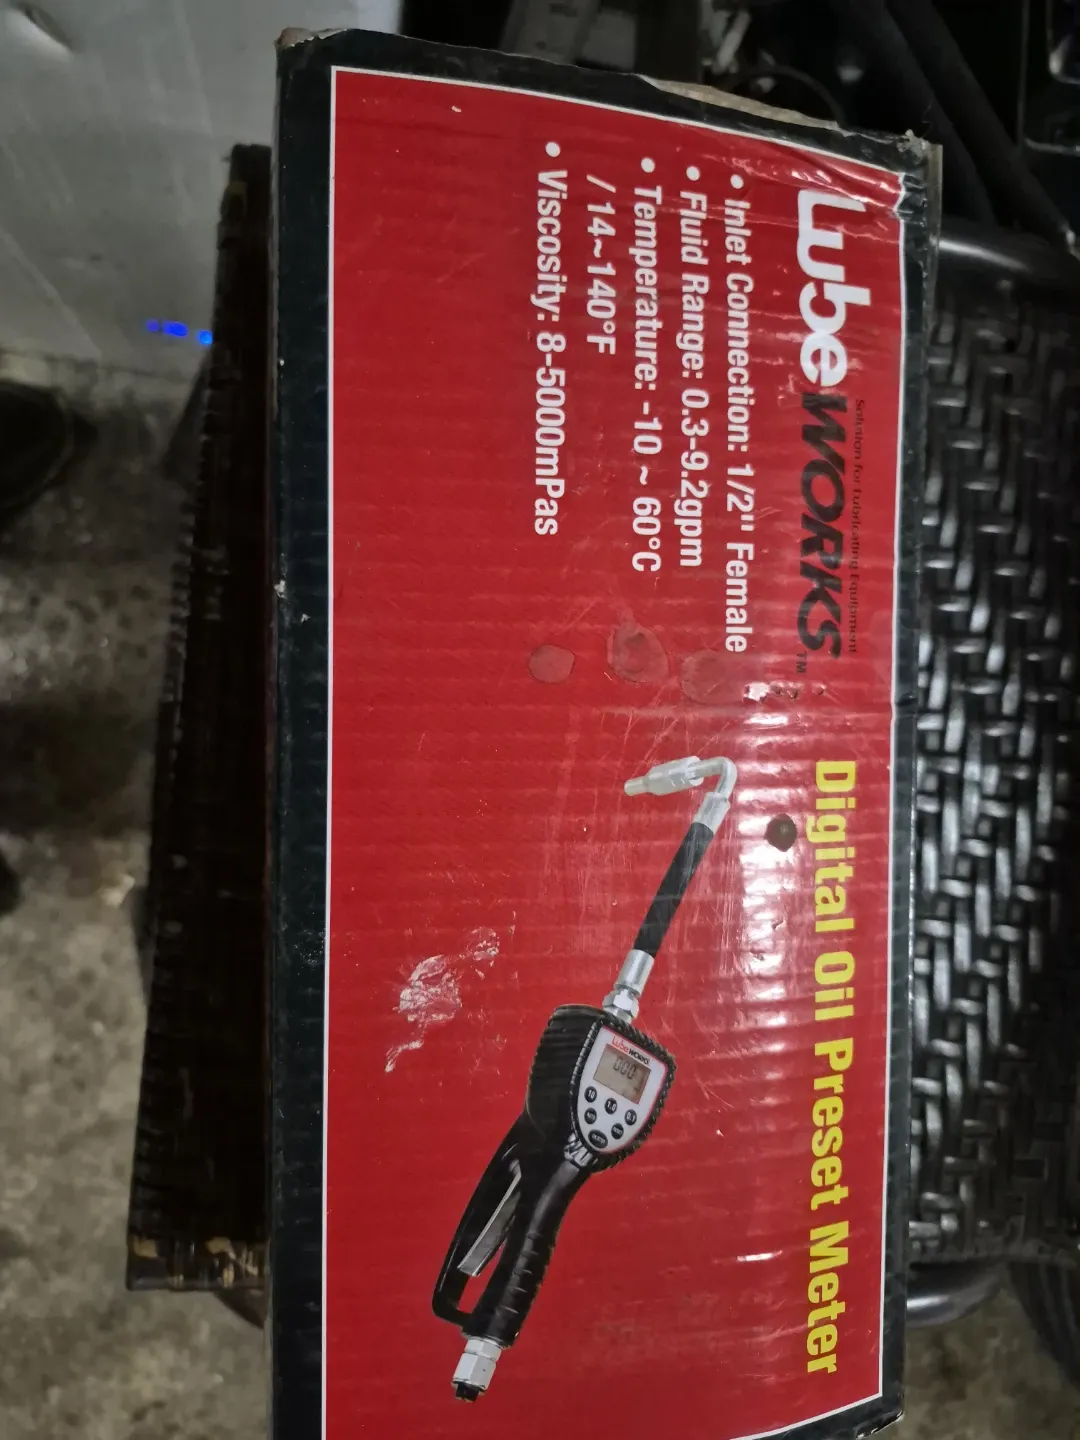 LubeWORKS™
Solution for Lubricating Equipment
Digital Oil Preset Meter
• Inlet Connection: 1/2" Female
• Fluid Range: 0.3-9.2gpm
• Temperature: -10 ~ 60°C
/ 14~140°F
• Viscosity: 8-5000mPas
LubeWORKS